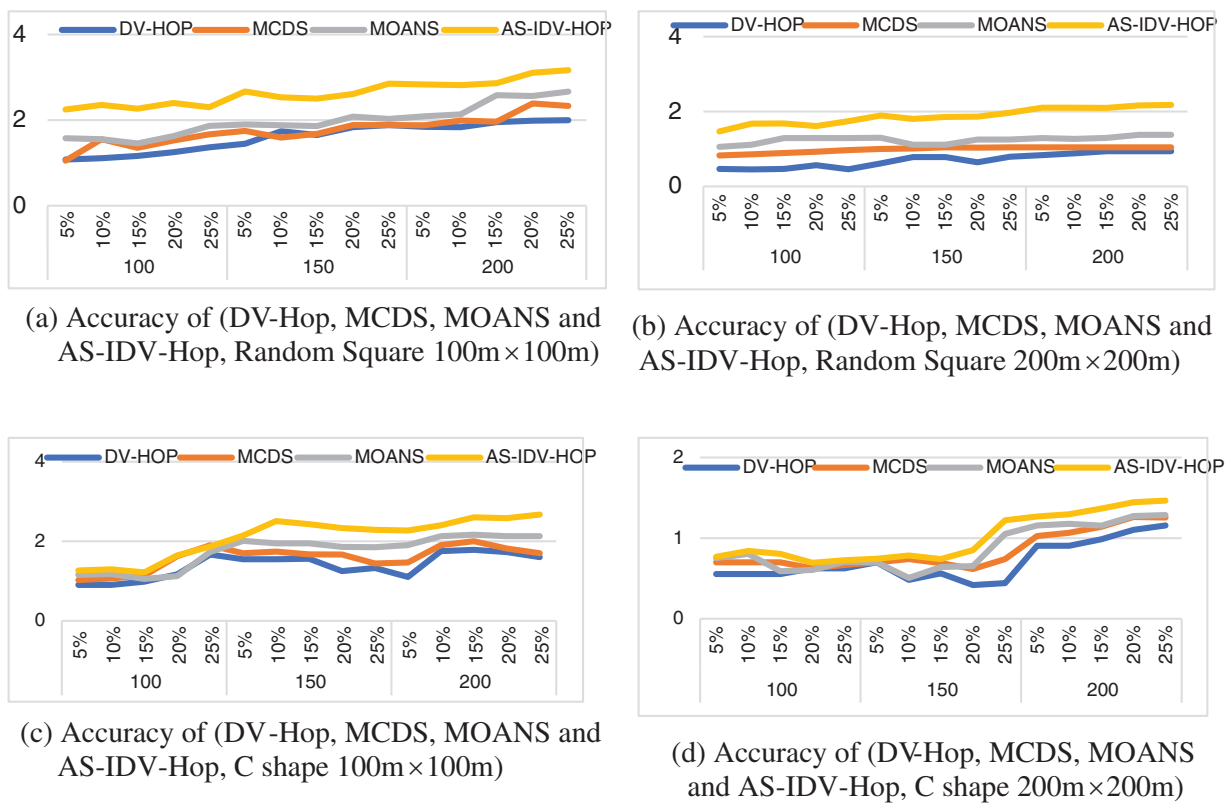 DV-HOP MCDS MOANS AS-IDV-HOP
4
2
0
5% 10% 15% 20% 25% 5% 10% 15% 20% 25% 5% 10% 15% 20% 25%
100 150 200
(a) Accuracy of (DV-Hop, MCDS, MOANS and
AS-IDV-Hop, Random Square 100m×100m)
DV-HOP MCDS MOANS AS-IDV-HOP
4
2
0
5% 10% 15% 20% 25% 5% 10% 15% 20% 25% 5% 10% 15% 20% 25%
100 150 200
(b) Accuracy of (DV-Hop, MCDS, MOANS and
AS-IDV-Hop, Random Square 200m×200m)
DV-HOP MCDS MOANS AS-IDV-HOP
4
2
0
5% 10% 15% 20% 25% 5% 10% 15% 20% 25% 5% 10% 15% 20% 25%
100 150 200
(c) Accuracy of (DV-Hop, MCDS, MOANS and
AS-IDV-Hop, C shape 100m×100m)
DV-HOP MCDS MOANS AS-IDV-HOP
2
1
0
5% 10% 15% 20% 25% 5% 10% 15% 20% 25% 5% 10% 15% 20% 25%
100 150 200
(d) Accuracy of (DV-Hop, MCDS, MOANS
and AS-IDV-Hop, C shape 200m×200m)